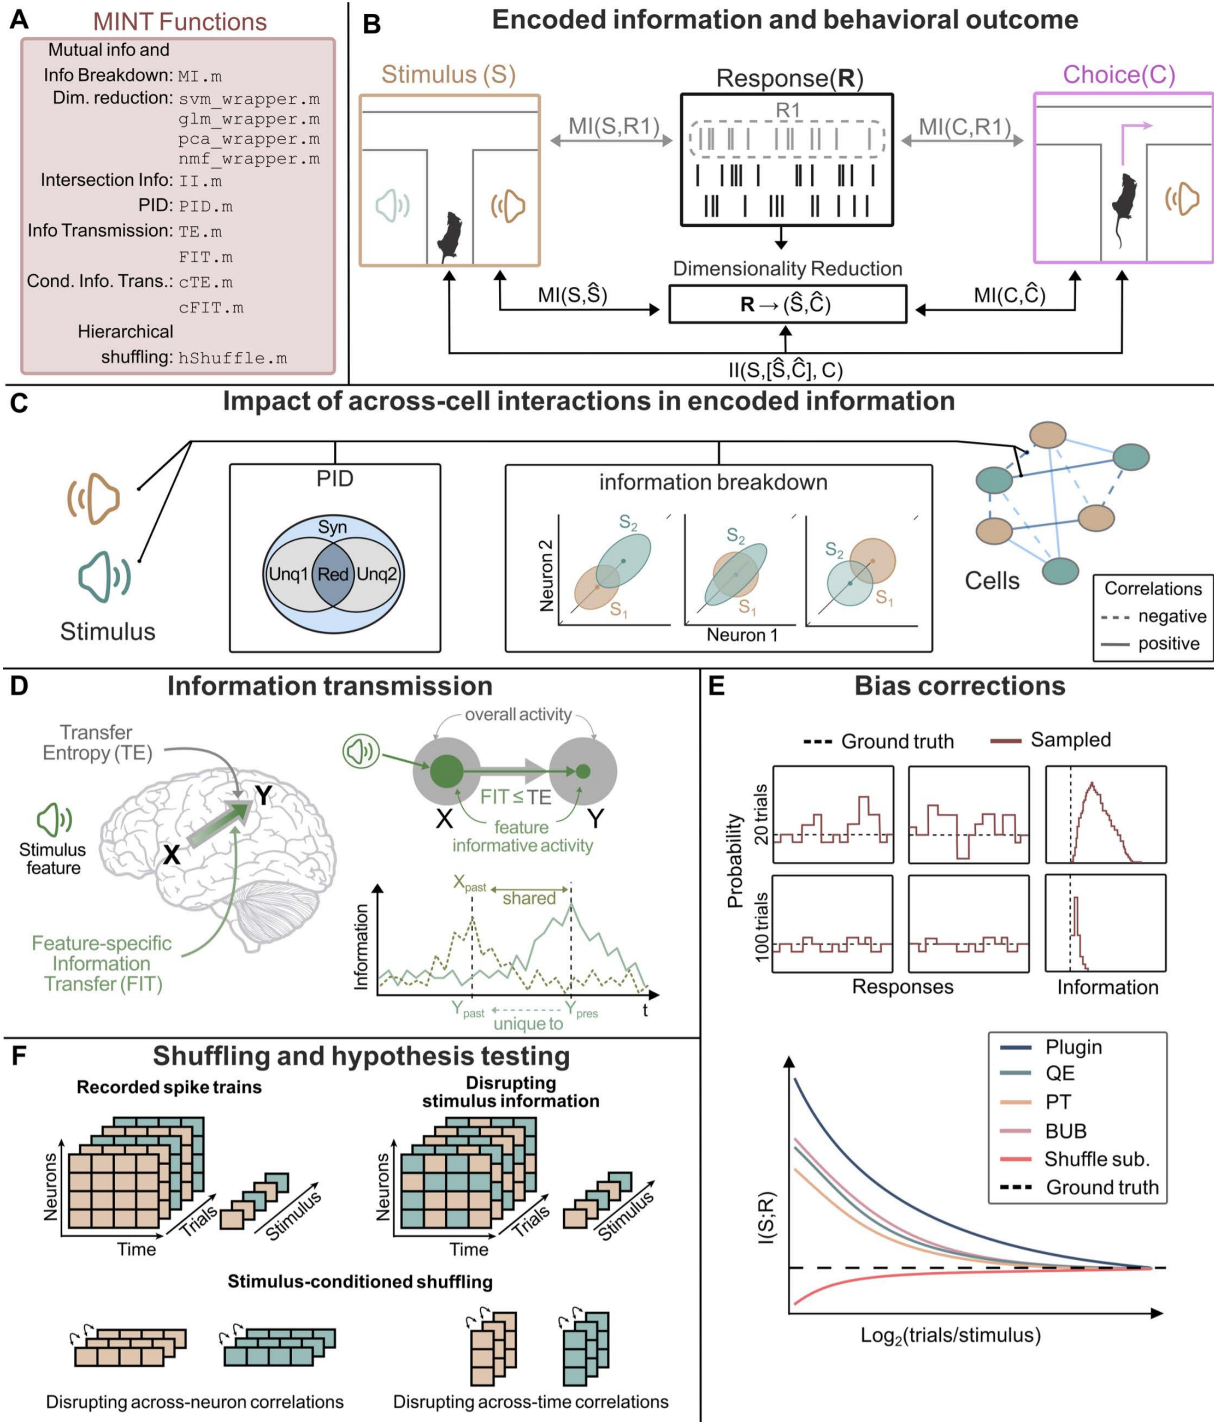 A
MINT Functions
Mutual info and
Info Breakdown: MI.m
Dim. reduction: svm_wrapper.m
glm_wrapper.m
pca_wrapper.m
nmf_wrapper.m
Intersection Info: II.m
PID: PID.m
Info Transmission: TE.m
FIT.m
Cond. Info. Trans.: cTE.m
cFIT.m
Hierarchical
shuffling: hShuffle.m
B
Encoded information and behavioral outcome
Stimulus (S)
Response(R)
Choice(C)
MI(S,R1)
R1
MI(C,R1)
Dimensionality Reduction
MI(S,Ŝ)
R → (Ŝ,Ĉ)
MI(C,Ĉ)
II(S,[Ŝ,Ĉ], C)
C
Impact of across-cell interactions in encoded information
Stimulus
PID
Syn
Unq1
Red
Unq2
information breakdown
Neuron 2
S2
S1
S2
S1
S2
S1
Neuron 1
Cells
Correlations
negative
positive
D
Information transmission
Transfer
Entropy (TE)
Stimulus
feature
X
Y
Feature-specific
Information
Transfer (FIT)
overall activity
FIT ≤ TE
X
Y
feature
informative activity
Information
Xpast
shared
Ypast
Ypres
unique to
t
E
Bias corrections
Ground truth
Sampled
Probability
20 trials
100 trials
Responses
Information
Plugin
QE
PT
BUB
Shuffle sub.
Ground truth
I(S;R)
Log2(trials/stimulus)
F
Shuffling and hypothesis testing
Recorded spike trains
Neurons
Time
Trials
Stimulus
Disrupting
stimulus information
Neurons
Time
Trials
Stimulus
Stimulus-conditioned shuffling
Disrupting across-neuron correlations
Disrupting across-time correlations